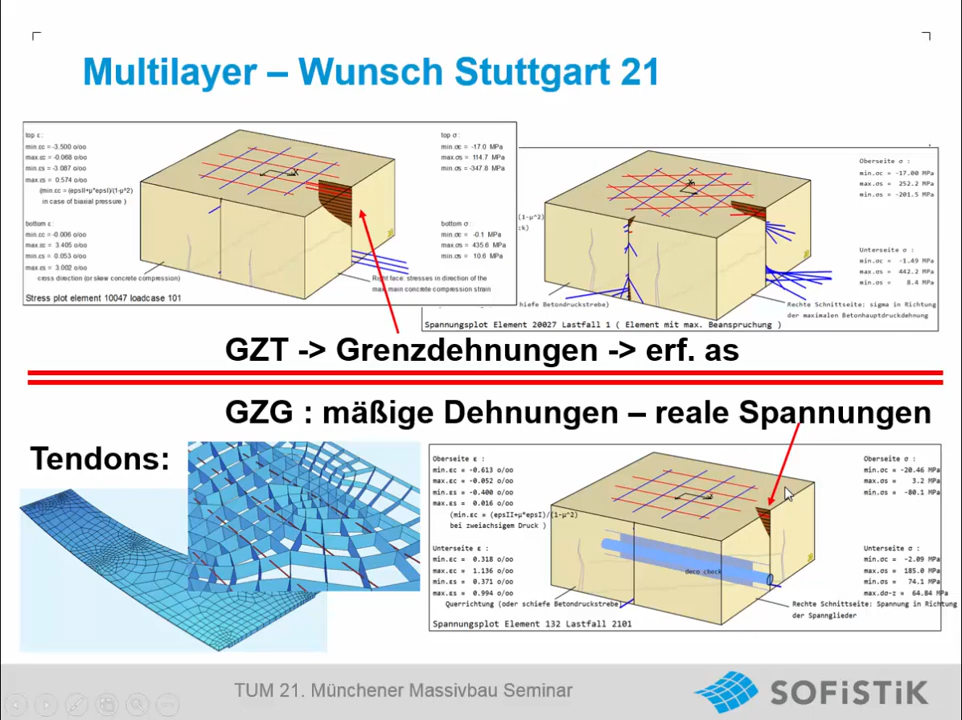 Multilayer – Wunsch Stuttgart 21
top ε :
min.εc = -3.500 o/oo
max.εc = -0.068 o/oo
min.εs = -3.087 o/oo
max.εs = 0.574 o/oo
(min.εc = (epsII+µ*epsI)/(1-µ²)
in case of biaxial pressure )
bottom ε :
min.εc = -0.006 o/oo
max.εc = 3.405 o/oo
min.εs = 0.053 o/oo
max.εs = 3.002 o/oo
cross direction (or skew concrete compression)
Stress plot element 10047 loadcase 101
top σ :
min.σc = -17.0 MPa
max.σs = 114.7 MPa
min.σs = -347.8 MPa
bottom σ :
min.σc = -0.1 MPa
max.σs = 435.6 MPa
min.σs = 10.6 MPa
Right face: stresses in direction of the
main concrete compression strain
Oberseite σ :
min.σc = -17.00 MPa
max.σs = 252.2 MPa
min.σs = -201.5 MPa
Unterseite σ :
min.σc = -1.49 MPa
max.σs = 442.2 MPa
min.σs = 8.4 MPa
(1-µ²)
:k)
schiefe Betondruckstrebe)
Rechte Schnittseite: sigma in Richtung
der maximalen Betonhauptdruckdehnung
Spannungsplot Element 20027 Lastfall 1 ( Element mit max. Beanspruchung )
GZT -> Grenzdehnungen -> erf. as
GZG : mäßige Dehnungen – reale Spannungen
Tendons:
Oberseite ε :
min.εc = -0.613 o/oo
max.εc = -0.052 o/oo
min.εs = -0.400 o/oo
max.εs = 0.016 o/oo
(min.εc = (epsII+µ*epsI)/(1-µ²)
bei zweiachsigem Druck )
Unterseite ε :
min.εc = 0.318 o/oo
max.εc = 1.136 o/oo
min.εs = 0.371 o/oo
max.εs = 0.994 o/oo
Querrichtung (oder schiefe Betondruckstrebe)
Spannungsplot Element 132 Lastfall 2101
deco check
Oberseite σ :
min.σc = -20.46 MPa
max.σs = 3.2 MPa
min.σs = -80.1 MPa
Unterseite σ :
min.σc = -2.09 MPa
max.σs = 185.0 MPa
min.σs = 74.1 MPa
max.dσ-z = 64.84 MPa
Rechte Schnittseite: Spannung in Richtung
der Spannglieder
TUM 21. Münchener Massivbau Seminar
SOFiSTiK